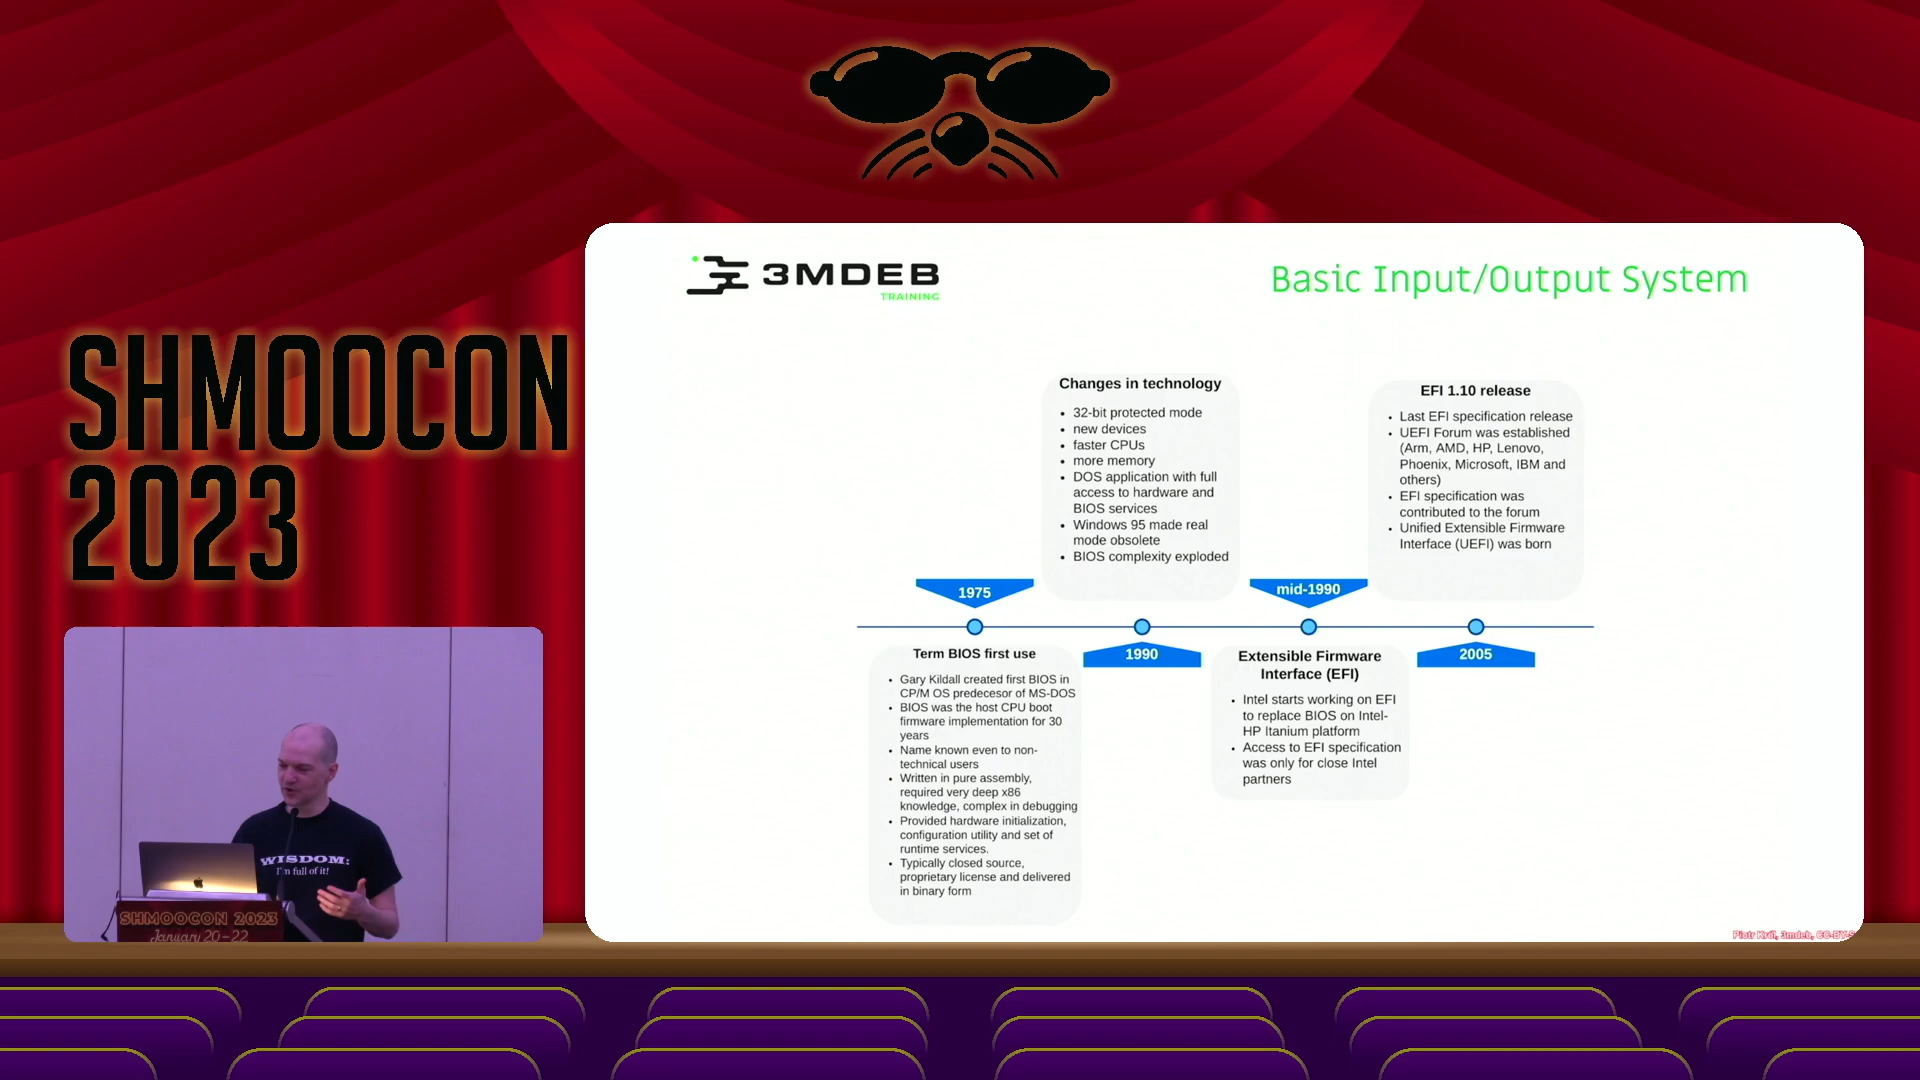 SHMOOCON
2023
3MDEB
TRAINING
Basic Input/Output System
Changes in technology
32-bit protected mode
new devices
faster CPUs
more memory
DOS application with full
access to hardware and
BIOS services
Windows 95 made real
mode obsolete
BIOS complexity exploded
EFI 1.10 release
Last EFI specification release
UEFI Forum was established
(Arm, AMD, HP, Lenovo,
Phoenix, Microsoft, IBM and
others)
EFI specification was
contributed to the forum
Unified Extensible Firmware
Interface (UEFI) was born
1975
mid-1990
1990
2005
Term BIOS first use
Gary Kildall created first BIOS in
CP/M OS predecesor of MS-DOS
BIOS was the host CPU boot
firmware implementation for 30
years
Name known even to non-
technical users
Written in pure assembly,
required very deep x86
knowledge, complex in debugging
Provided hardware initialization,
configuration utility and set of
runtime services.
Typically closed source,
proprietary license and delivered
in binary form
Extensible Firmware
Interface (EFI)
Intel starts working on EFI
to replace BIOS on Intel-
HP Itanium platform
Access to EFI specification
was only for close Intel
partners
WISDOM:
I'm full of it!
SHMOOCON 2023
January 20-22
Piotr Król, 3mdeb,